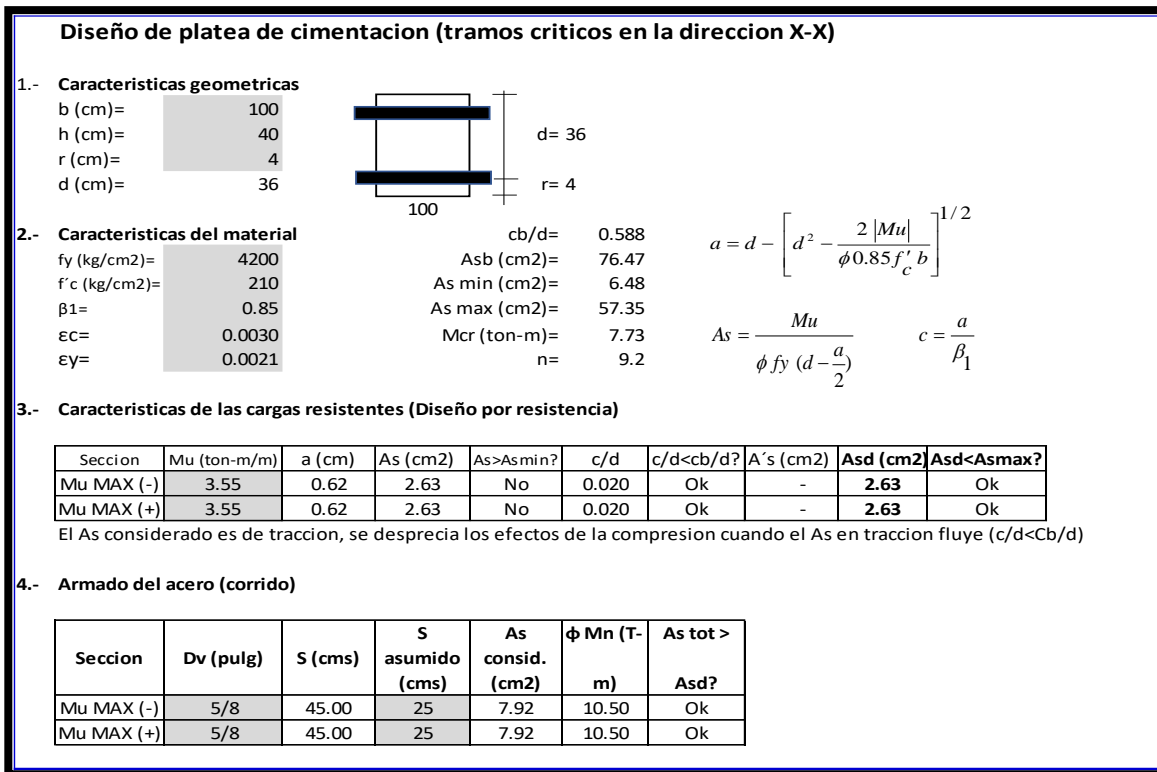 Diseño de platea de cimentacion (tramos criticos en la direccion X-X)
1.- Caracteristicas geometricas
b (cm)= 100
h (cm)= 40
r (cm)= 4
d (cm)= 36
d= 36
r= 4
100
2.- Caracteristicas del material
fy (kg/cm2)= 4200
f´c (kg/cm2)= 210
β1= 0.85
εc= 0.0030
εy= 0.0021
cb/d= 0.588
Asb (cm2)= 76.47
As min (cm2)= 6.48
As max (cm2)= 57.35
Mcr (ton-m)= 7.73
n= 9.2
a = d - [d² - 2 |Mu| / (ϕ0.85f′c b)]^1/2
As = Mu / (ϕ fy (d - a/2))
c = a / β1
3.- Caracteristicas de las cargas resistentes (Diseño por resistencia)
Seccion Mu (ton-m/m) a (cm) As (cm2) As>Asmin? c/d c/d<cb/d? A´s (cm2) Asd (cm2) Asd<Asmax?
Mu MAX (-) 3.55 0.62 2.63 No 0.020 Ok - 2.63 Ok
Mu MAX (+) 3.55 0.62 2.63 No 0.020 Ok - 2.63 Ok
El As considerado es de traccion, se desprecia los efectos de la compresion cuando el As en traccion fluye (c/d<Cb/d)
4.- Armado del acero (corrido)
Seccion Dv (pulg) S (cms) S asumido (cms) As consid. (cm2) ф Mn (T-m) As tot > Asd?
Mu MAX (-) 5/8 45.00 25 7.92 10.50 Ok
Mu MAX (+) 5/8 45.00 25 7.92 10.50 Ok